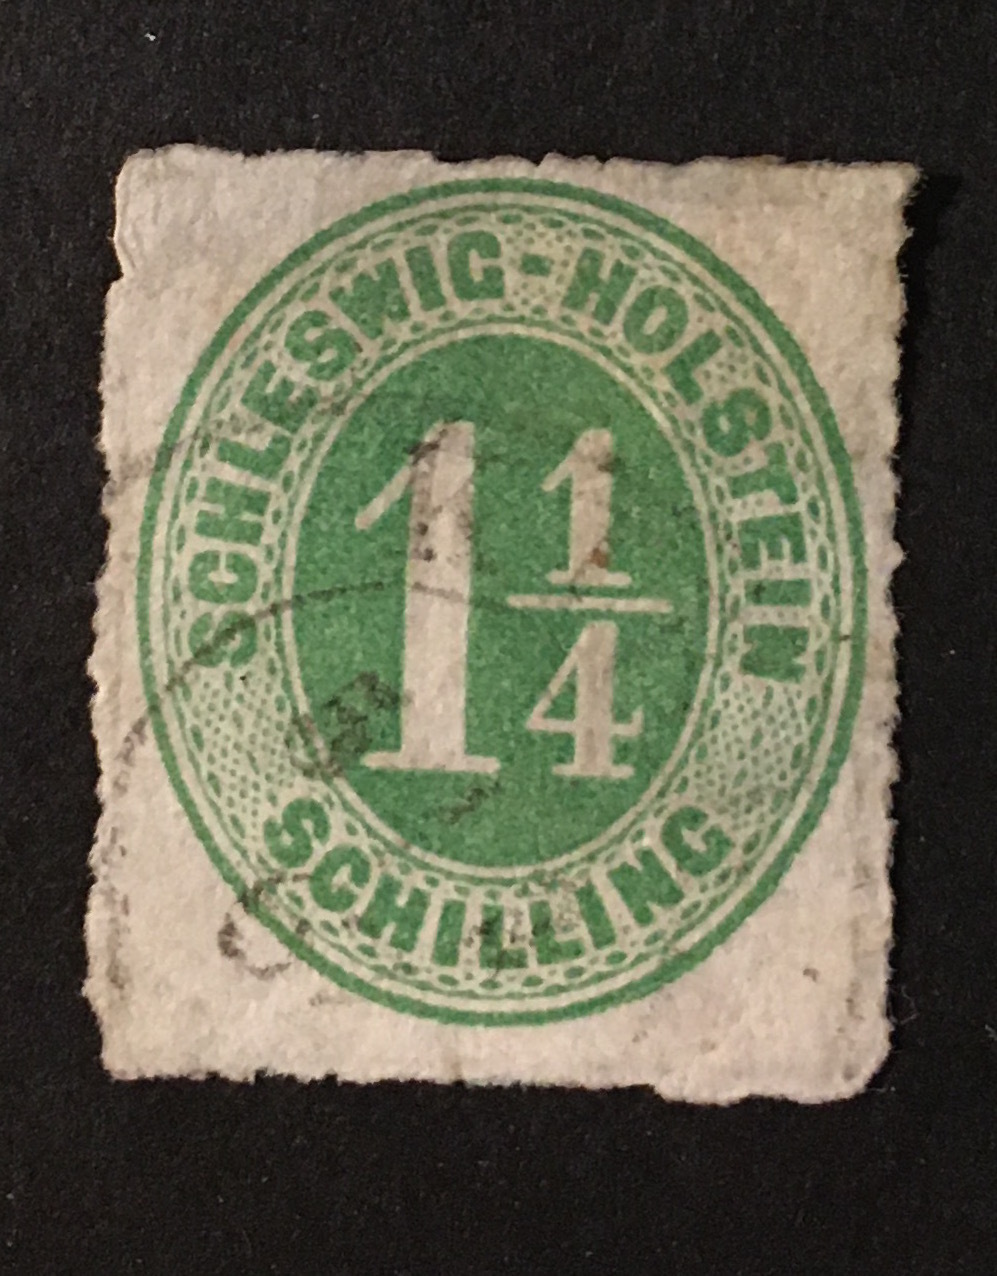 SCHLESWIG-HOLSTEIN
1 1/4
SCHILLING